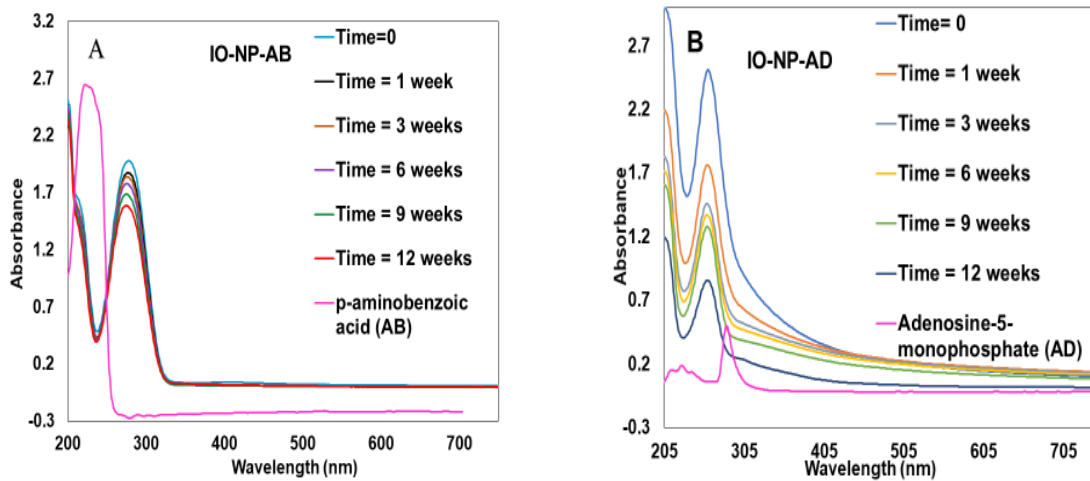 A
IO-NP-AB
Absorbance
3.2
2.7
2.2
1.7
1.2
0.7
0.2
-0.3
Time=0
Time = 1 week
Time = 3 weeks
Time = 6 weeks
Time = 9 weeks
Time = 12 weeks
p-aminobenzoic
acid (AB)
200 300 400 500 600 700
Wavelength (nm)
B
IO-NP-AD
Absorbance
2.7
2.2
1.7
1.2
0.7
0.2
-0.3
Time= 0
Time = 1 week
Time = 3 weeks
Time = 6 weeks
Time = 9 weeks
Time = 12 weeks
Adenosine-5-
monophosphate (AD)
205 305 405 505 605 705
Wavelength (nm)